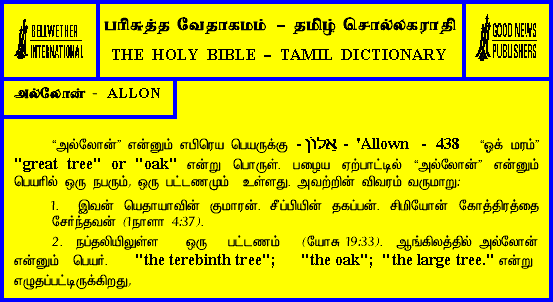 BELLWETHER
INTERNATIONAL
பரிசுத்த வேதாகமம் – தமிழ் சொல்லகராதி
THE HOLY BIBLE – TAMIL DICTIONARY
GOOD NEWS
PUBLISHERS
அல்லோன் - ALLON
“அல்லோன்” என்னும் எபிரெய பெயருக்கு - אלון - 'Allown - 438 “ஓக் மரம்”
"great tree" or "oak" என்று பொருள். பழைய ஏற்பாட்டில் “அல்லோன்” என்னும்
பெயரில் ஒரு நபரும், ஒரு பட்டணமும் உள்ளது. அவற்றின் விவரம் வருமாறு:
1. இவன் யெதாயாவின் குமாரன். சீப்பியின் தகப்பன். சிமியோன் கோத்திரத்தை
சேர்ந்தவன் (1நாளா 4:37).
2. நப்தலியிலுள்ள ஒரு பட்டணம் (யோசு 19:33). ஆங்கிலத்தில் அல்லோன்
என்னும் பெயர். "the terebinth tree"; "the oak"; "the large tree." என்று
எழுதப்பட்டிருக்கிறது,